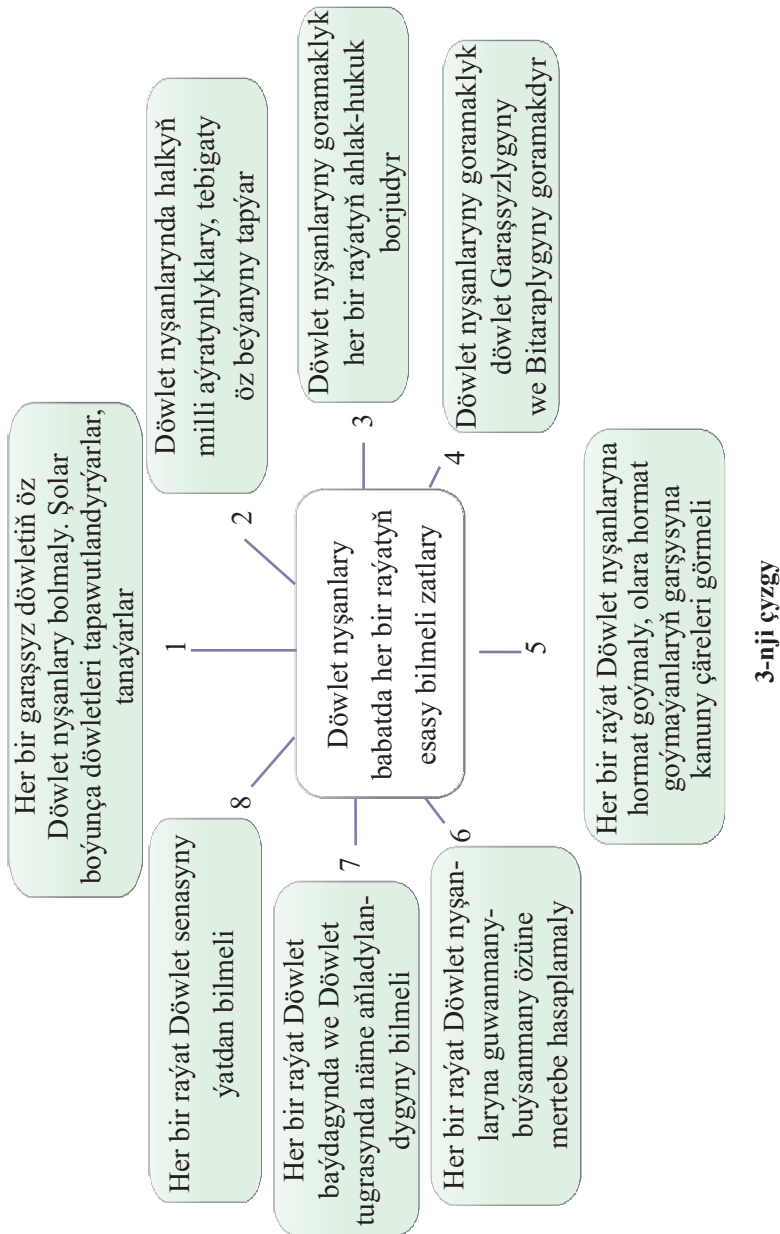 Her bir garaşsyz döwletiň öz
Döwlet nyşanlary bolmaly. Şolar
boýunça döwletleri tapawutlandyrýarlar,
tanaýarlar
1
Döwlet nyşanlarynda halkyň
milli aýratynlyklary, tebigaty
öz beýanyny tapýar
2
Döwlet nyşanlaryny goramaklyk
her bir raýatyň ahlak-hukuk
borjudyr
3
Döwlet nyşanlaryny goramaklyk
döwlet Garaşsyzlygyny
we Bitaraplygyny goramakdyr
4
Döwlet nyşanlary
babatda her bir raýatyň
esasy bilmeli zatlary
5
Her bir raýat Döwlet nyşanlaryna
hormat goýmaly, olara hormat
goýmaýanlaryň garşysyna
kanuny çäreleri görmeli
6
Her bir raýat Döwlet nyşan-
laryna guwanmany-
buýsanmany özüne
mertebe hasaplamaly
7
Her bir raýat Döwlet
baýdagynda we Döwlet
tugrasynda näme aňladylan-
dygyny bilmeli
8
Her bir raýat Döwlet senasyny
ýatdan bilmeli
3-nji çyzgy